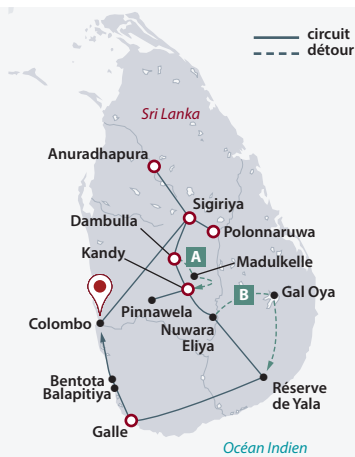 circuit
détour
Sri Lanka
Anuradhapura
Sigiriya
Dambulla
Polonnaruwa
Kandy
A
Madulkelle
B
Gal Oya
Pinnawela
Colombo
Nuwara
Eliya
Bentota
Balapitiya
Réserve
de Yala
Galle
Océan Indien